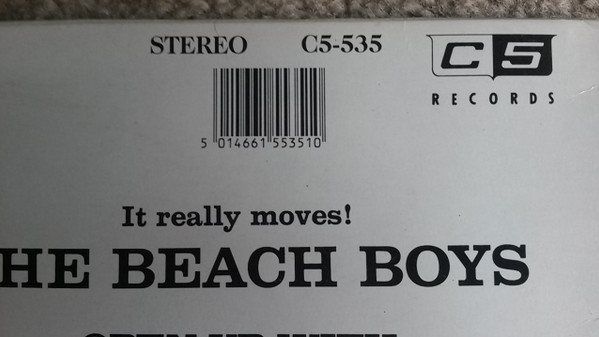 STEREO C5-535
C5
RECORDS
5 014661 553510
It really moves!
HE BEACH BOYS